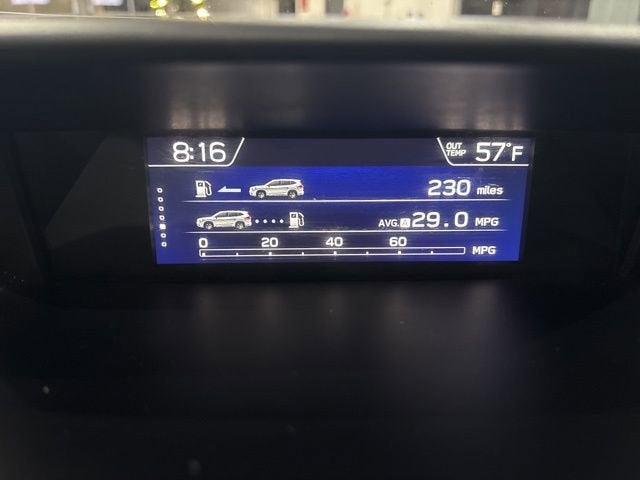 8:16 OUT TEMP 57°F
230 miles
AVG. A 29.0 MPG
0 20 40 60
MPG